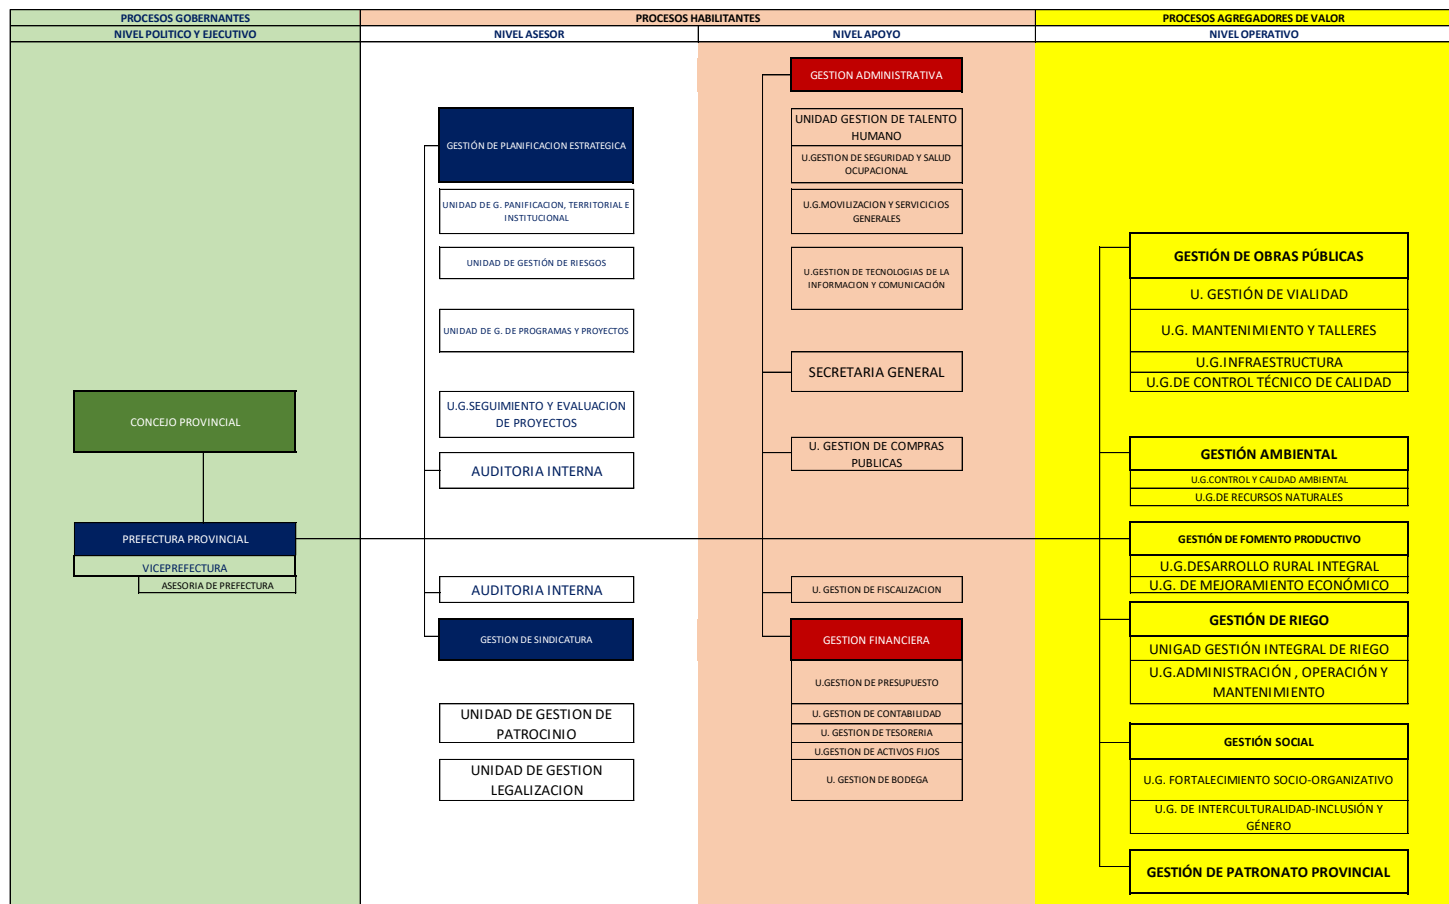 PROCESOS GOBERNANTES
PROCESOS HABILITANTES
PROCESOS AGREGADORES DE VALOR
NIVEL POLITICO Y EJECUTIVO
NIVEL ASESOR
NIVEL APOYO
NIVEL OPERATIVO
CONCEJO PROVINCIAL
PREFECTURA PROVINCIAL
VICEPREFECTURA
ASESORIA DE PREFECTURA
GESTIÓN DE PLANIFICACION ESTRATEGICA
UNIDAD DE G. PANIFICACION, TERRITORIAL E
INSTITUCIONAL
UNIDAD DE GESTIÓN DE RIESGOS
UNIDAD DE G. DE PROGRAMAS Y PROYECTOS
U.G.SEGUIMIENTO Y EVALUACION
DE PROYECTOS
AUDITORIA INTERNA
AUDITORIA INTERNA
GESTION DE SINDICATURA
UNIDAD DE GESTION DE
PATROCINIO
UNIDAD DE GESTION
LEGALIZACION
GESTION ADMINISTRATIVA
UNIDAD GESTION DE TALENTO
HUMANO
U.GESTION DE SEGURIDAD Y SALUD
OCUPACIONAL
U.G.MOVILIZACION Y SERVICICIOS
GENERALES
U.GESTION DE TECNOLOGIAS DE LA
INFORMACION Y COMUNICACIÓN
SECRETARIA GENERAL
U. GESTION DE COMPRAS
PUBLICAS
U. GESTION DE FISCALIZACION
GESTION FINANCIERA
U.GESTION DE PRESUPUESTO
U. GESTION DE CONTABILIDAD
U. GESTION DE TESORERIA
U.GESTION DE ACTIVOS FIJOS
U. GESTION DE BODEGA
GESTIÓN DE OBRAS PÚBLICAS
U. GESTIÓN DE VIALIDAD
U.G. MANTENIMIENTO Y TALLERES
U.G.INFRAESTRUCTURA
U.G.DE CONTROL TÉCNICO DE CALIDAD
GESTIÓN AMBIENTAL
U.G.CONTROL Y CALIDAD AMBIENTAL
U.G.DE RECURSOS NATURALES
GESTIÓN DE FOMENTO PRODUCTIVO
U.G.DESARROLLO RURAL INTEGRAL
U.G. DE MEJORAMIENTO ECONÓMICO
GESTIÓN DE RIEGO
UNIGAD GESTIÓN INTEGRAL DE RIEGO
U.G.ADMINISTRACIÓN , OPERACIÓN Y
MANTENIMIENTO
GESTIÓN SOCIAL
U.G. FORTALECIMIENTO SOCIO-ORGANIZATIVO
U.G. DE INTERCULTURALIDAD-INCLUSIÓN Y
GÉNERO
GESTIÓN DE PATRONATO PROVINCIAL